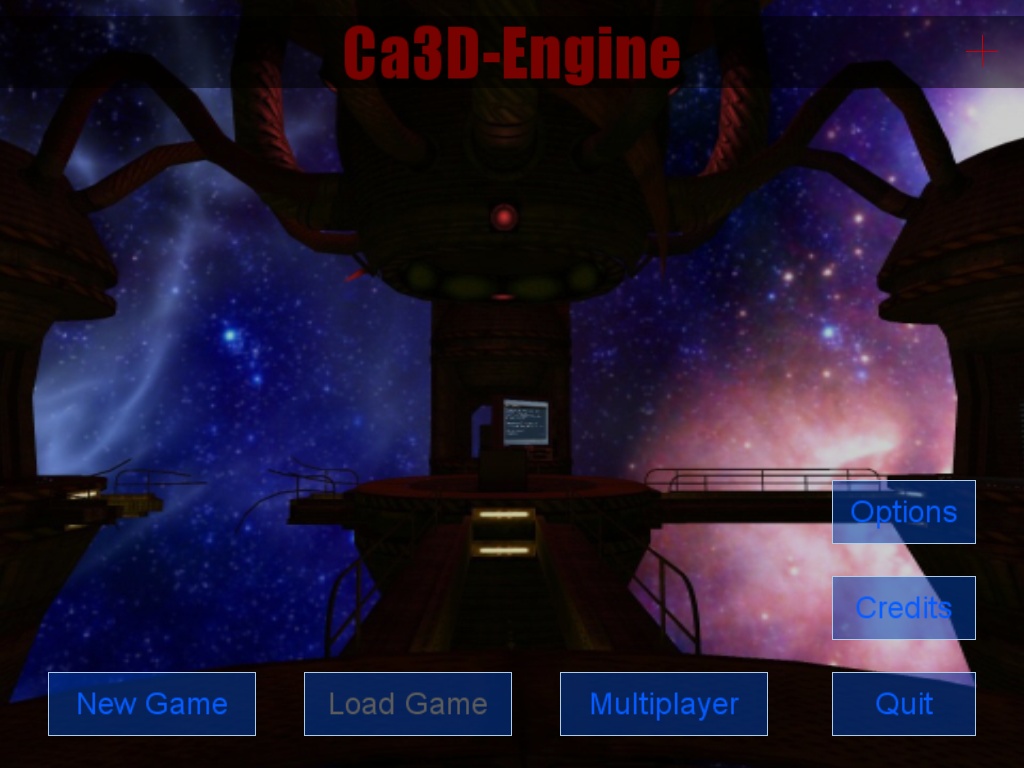 Ca3D-Engine
Options
Credits
New Game
Load Game
Multiplayer
Quit